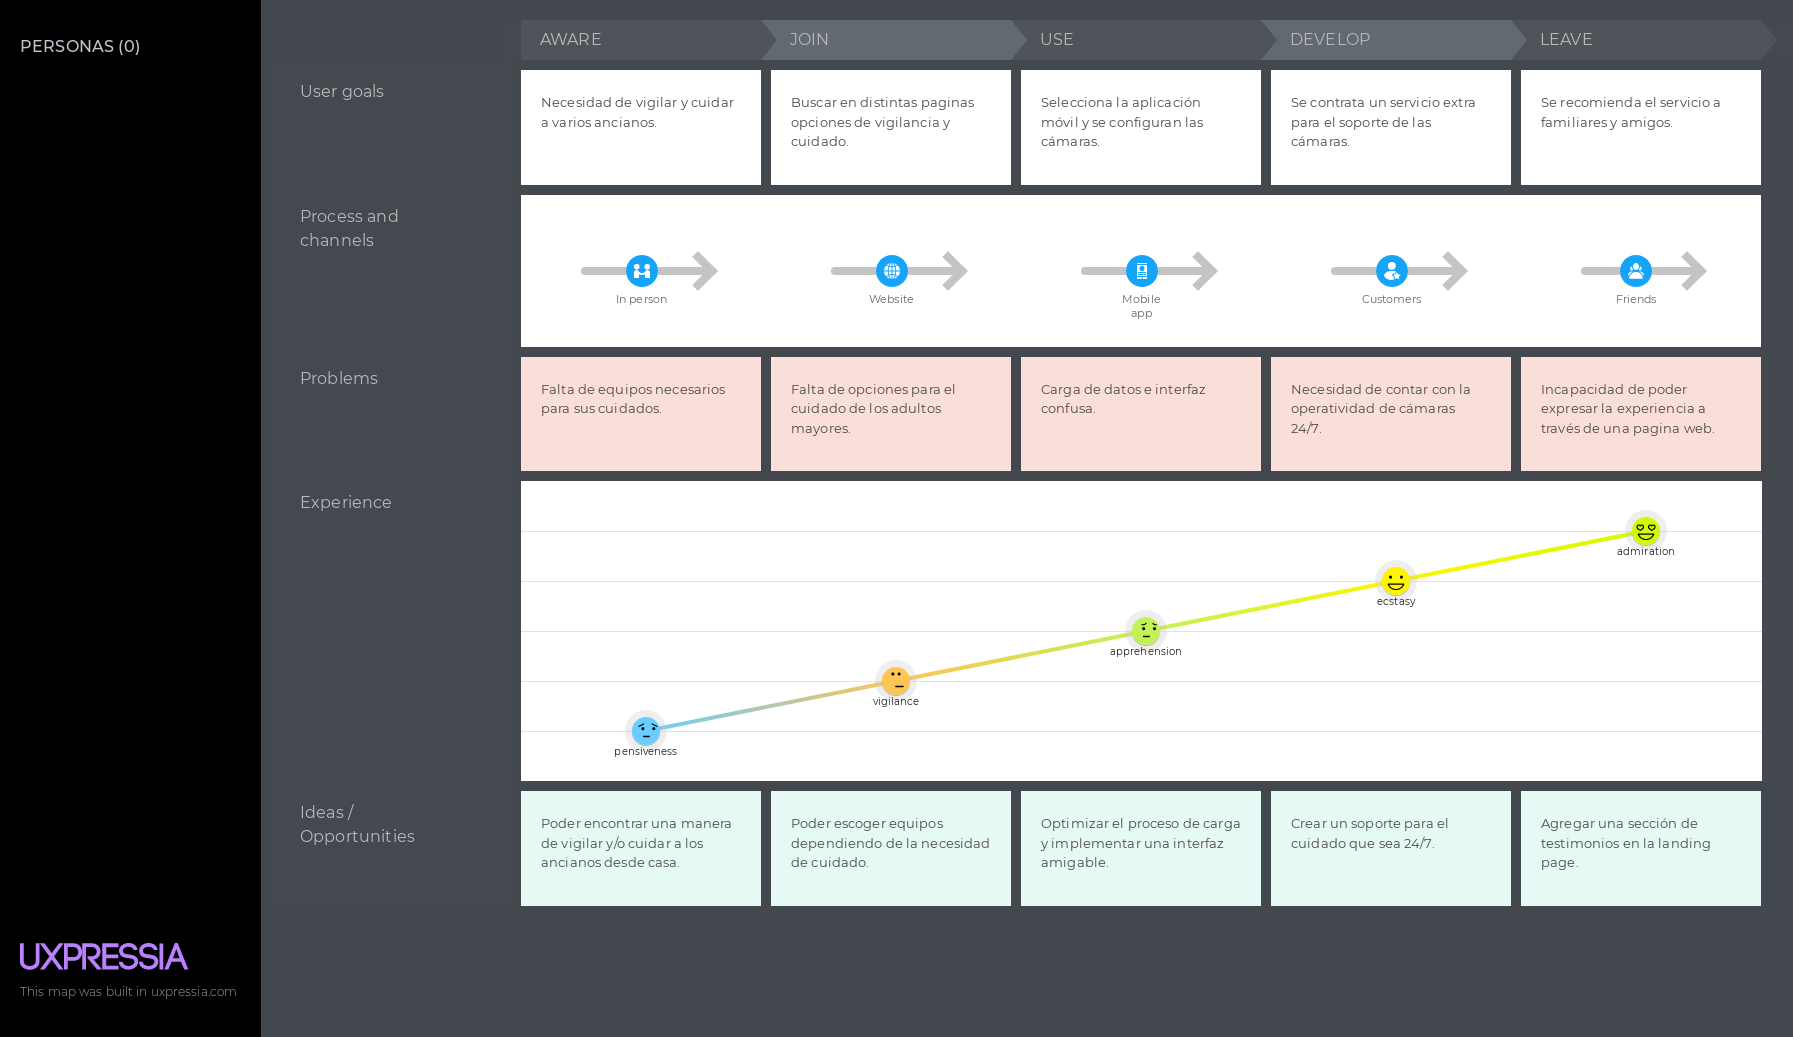 PERSONAS (0)
AWARE
JOIN
USE
DEVELOP
LEAVE
User goals
Necesidad de vigilar y cuidar
a varios ancianos.
Buscar en distintas paginas
opciones de vigilancia y
cuidado.
Selecciona la aplicación
móvil y se configuran las
cámaras.
Se contrata un servicio extra
para el soporte de las
cámaras.
Se recomienda el servicio a
familiares y amigos.
Process and
channels
In person
Website
Mobile
app
Customers
Friends
Problems
Falta de equipos necesarios
para sus cuidados.
Falta de opciones para el
cuidado de los adultos
mayores.
Carga de datos e interfaz
confusa.
Necesidad de contar con la
operatividad de cámaras
24/7.
Incapacidad de poder
expresar la experiencia a
través de una pagina web.
Experience
pensiveness
vigilance
apprehension
ecstasy
admiration
Ideas /
Opportunities
Poder encontrar una manera
de vigilar y/o cuidar a los
ancianos desde casa.
Poder escoger equipos
dependiendo de la necesidad
de cuidado.
Optimizar el proceso de carga
y implementar una interfaz
amigable.
Crear un soporte para el
cuidado que sea 24/7.
Agregar una sección de
testimonios en la landing
page.
UXPRESSIA
This map was built in uxpressia.com